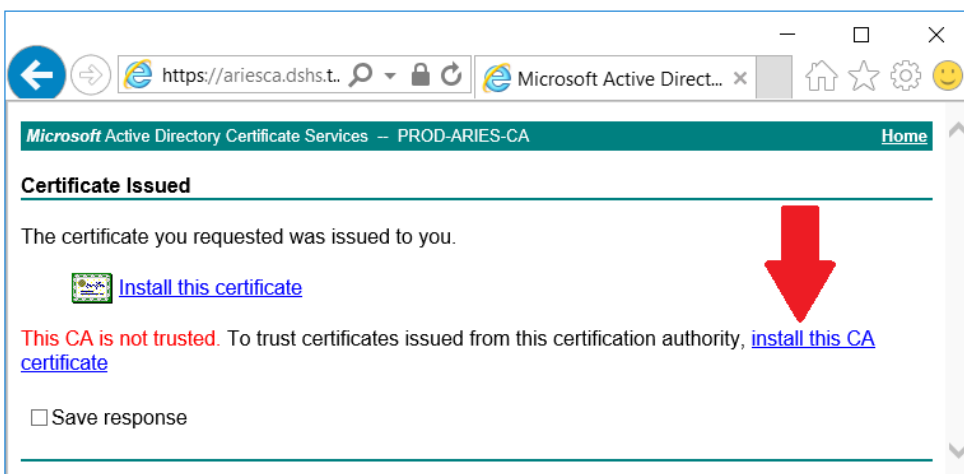 https://ariesca.dshs.t..
Microsoft Active Direct...
Microsoft Active Directory Certificate Services -- PROD-ARIES-CA
Home
Certificate Issued
The certificate you requested was issued to you.
Install this certificate
This CA is not trusted. To trust certificates issued from this certification authority, install this CA
certificate
Save response